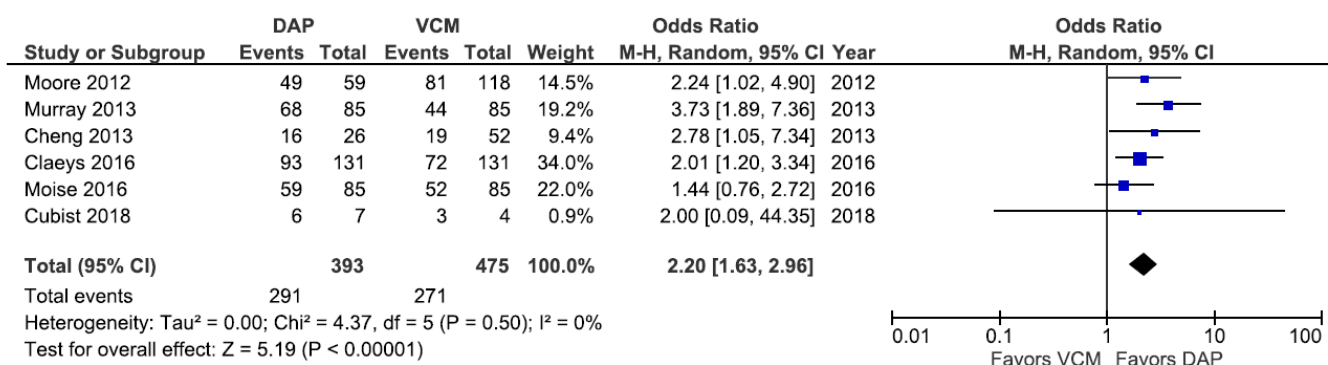 DAP VCM Odds Ratio Odds Ratio
Study or Subgroup Events Total Events Total Weight M-H, Random, 95% CI Year M-H, Random, 95% CI
Moore 2012 49 59 81 118 14.5% 2.24 [1.02, 4.90] 2012
Murray 2013 68 85 44 85 19.2% 3.73 [1.89, 7.36] 2013
Cheng 2013 16 26 19 52 9.4% 2.78 [1.05, 7.34] 2013
Claeys 2016 93 131 72 131 34.0% 2.01 [1.20, 3.34] 2016
Moise 2016 59 85 52 85 22.0% 1.44 [0.76, 2.72] 2016
Cubist 2018 6 7 3 4 0.9% 2.00 [0.09, 44.35] 2018
Total (95% CI) 393 475 100.0% 2.20 [1.63, 2.96]
Total events 291 271
Heterogeneity: Tau² = 0.00; Chi² = 4.37, df = 5 (P = 0.50); I² = 0%
Test for overall effect: Z = 5.19 (P < 0.00001)
0.01 0.1 1 10 100
Favors VCM Favors DAP